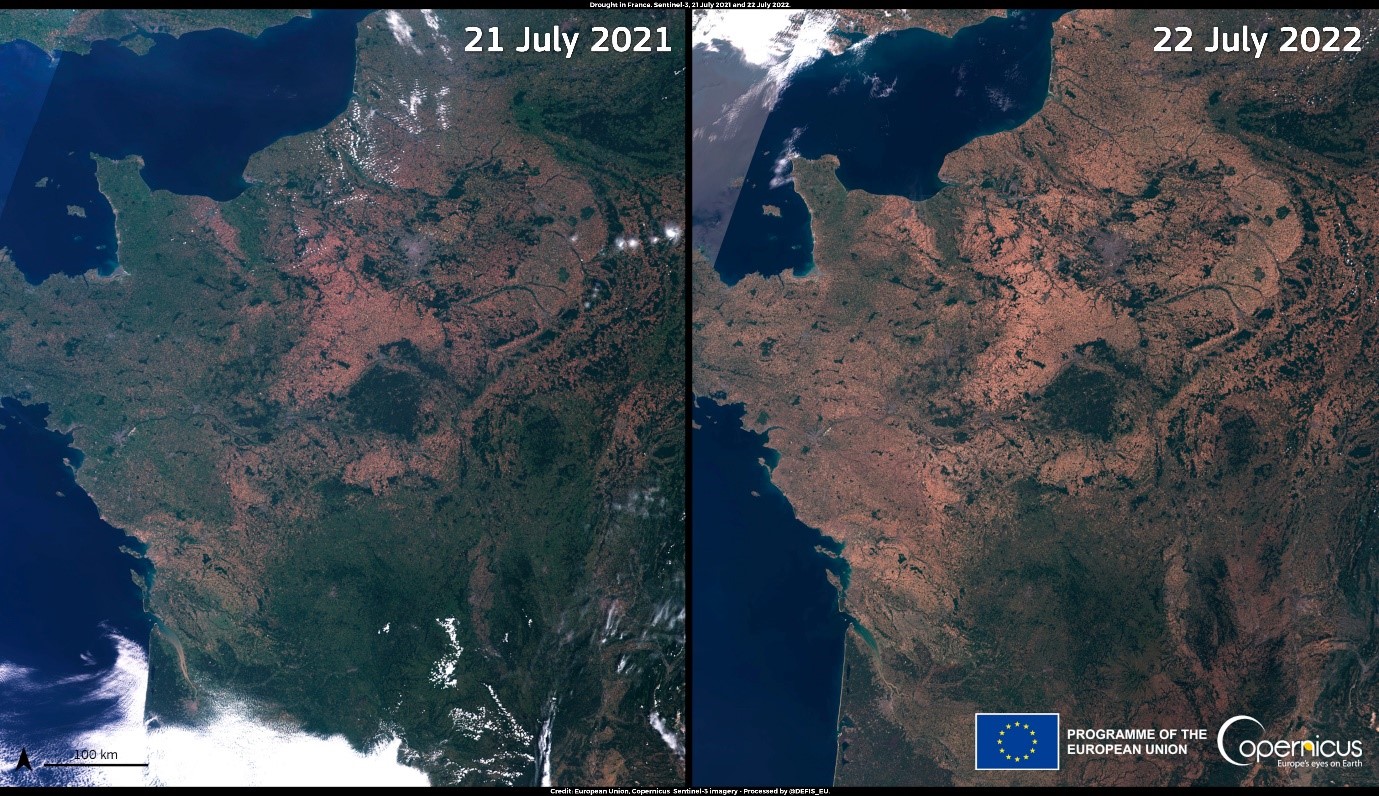 Drought in France. Sentinel-3, 21 July 2021 and 22 July 2022.
21 July 2021
22 July 2022
100 km
PROGRAMME OF THE
EUROPEAN UNION
opernicus
Europe's eyes on Earth
Credit: European Union, Copernicus Sentinel-3 imagery - Processed by @DEFIS_EU.